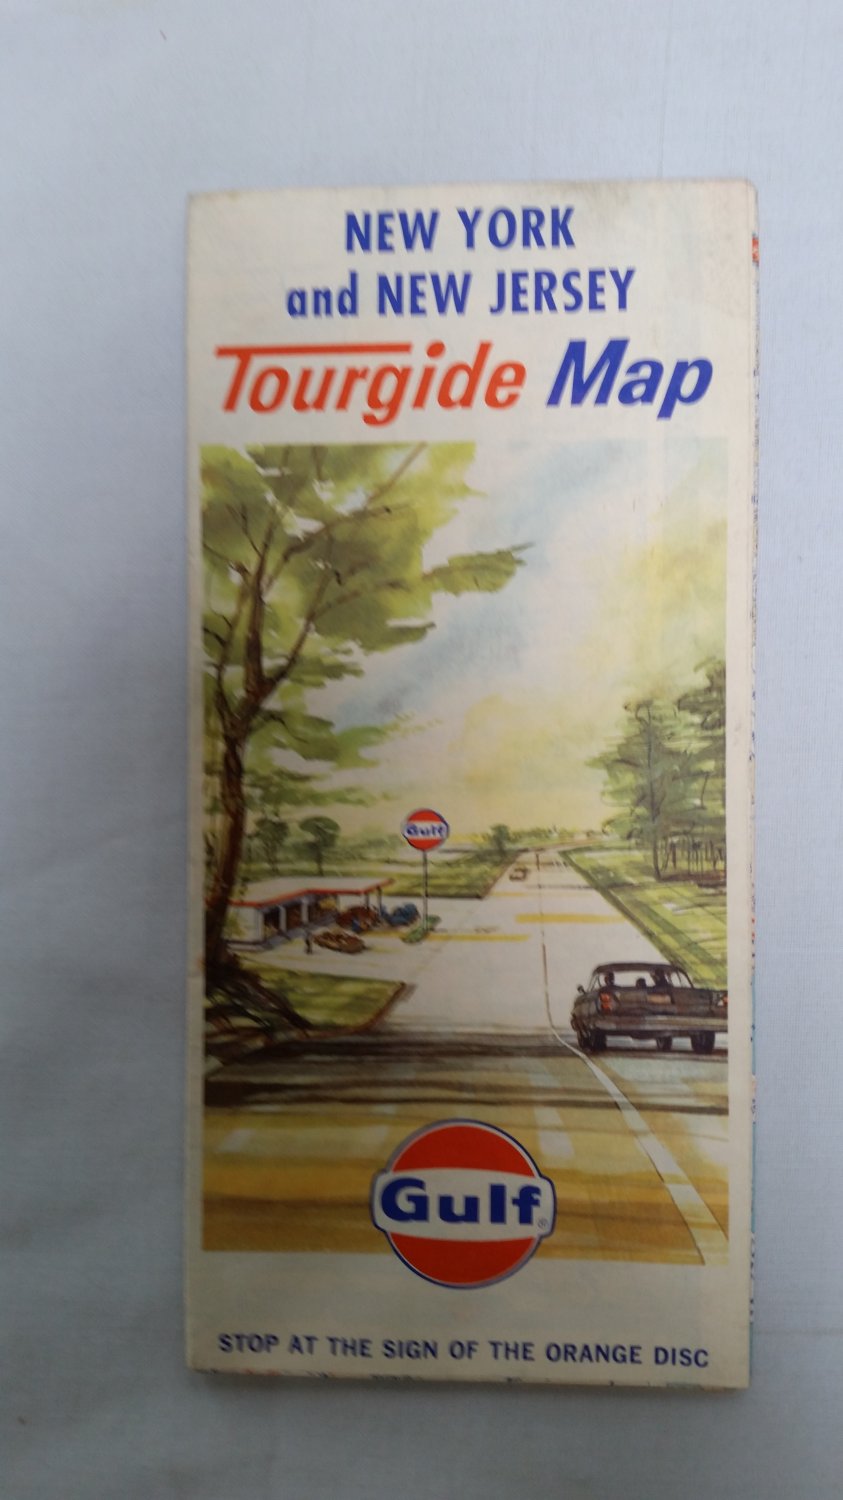 NEW YORK
and NEW JERSEY
Tourgide Map
Gulf
Gulf®
STOP AT THE SIGN OF THE ORANGE DISC